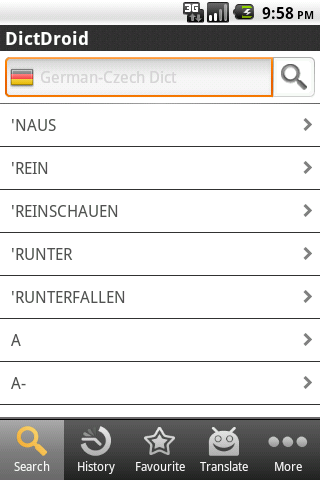 3G 9:58 PM
DictDroid
German-Czech Dict
'NAUS
'REIN
'REINSCHAUEN
'RUNTER
'RUNTERFALLEN
A
A-
Search History Favourite Translate More